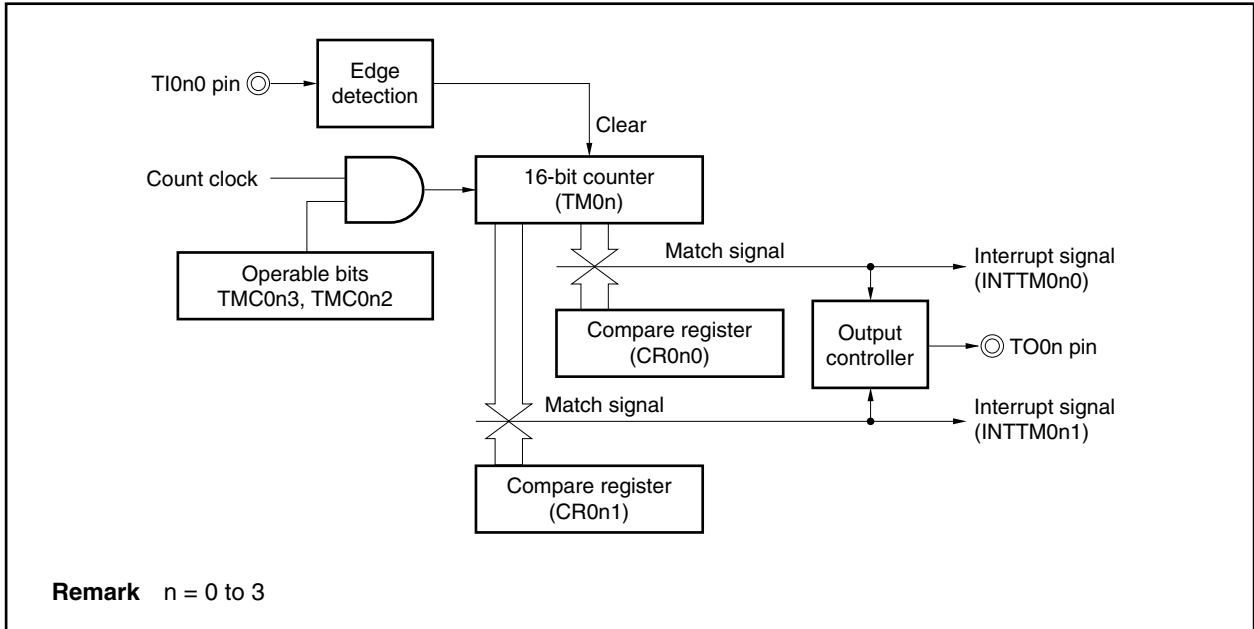 TI0n0 pin
Edge
detection
Clear
Count clock
16-bit counter
(TM0n)
Operable bits
TMC0n3, TMC0n2
Match signal
Interrupt signal
(INTTM0n0)
Compare register
(CR0n0)
Output
controller
TO0n pin
Match signal
Interrupt signal
(INTTM0n1)
Compare register
(CR0n1)
Remark n = 0 to 3